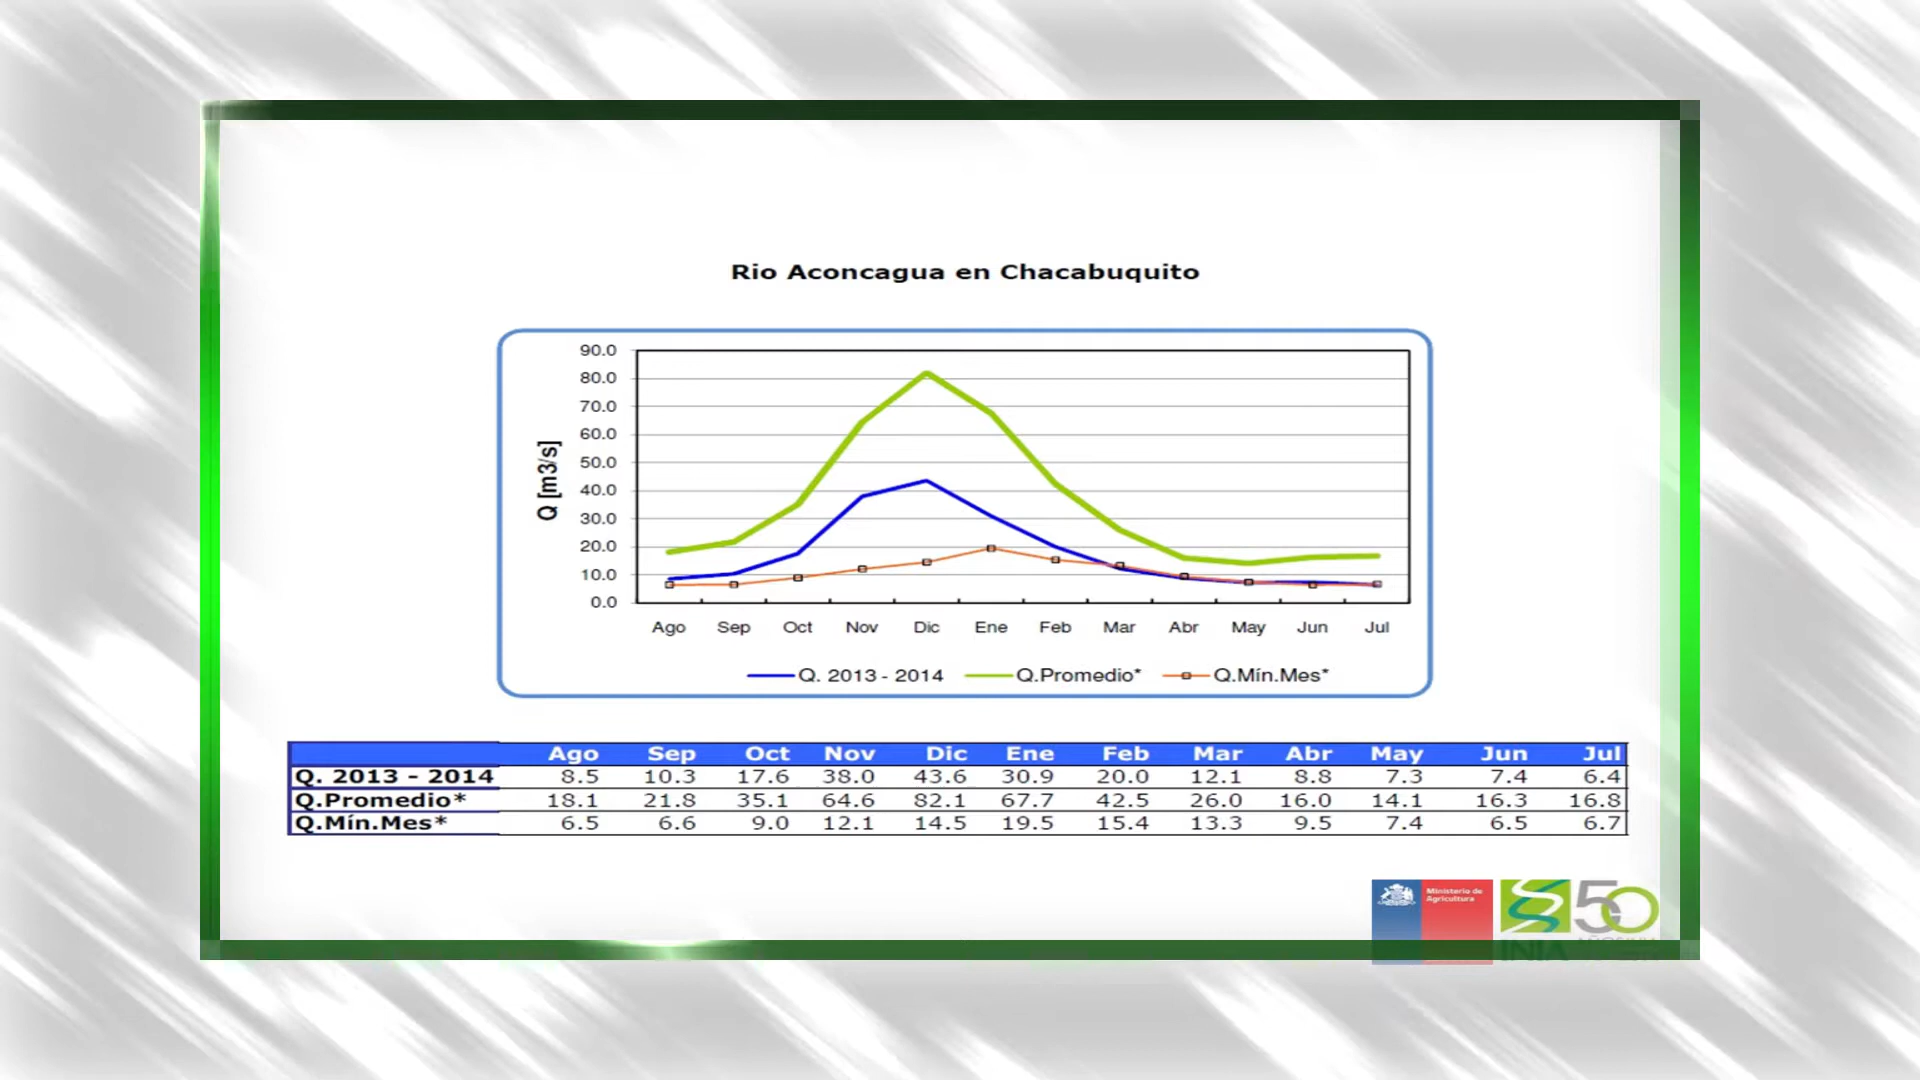 Rio Aconcagua en Chacabuquito
90.0
80.0
70.0
60.0
50.0
40.0
30.0
20.0
10.0
0.0
Q [m3/s]
Ago Sep Oct Nov Dic Ene Feb Mar Abr May Jun Jul
Q. 2013 - 2014 Q.Promedio* Q.Mín.Mes*
Ago Sep Oct Nov Dic Ene Feb Mar Abr May Jun Jul
Q. 2013 - 2014 8.5 10.3 17.6 38.0 43.6 30.9 20.0 12.1 8.8 7.3 7.4 6.4
Q.Promedio* 18.1 21.8 35.1 64.6 82.1 67.7 42.5 26.0 16.0 14.1 16.3 16.8
Q.Mín.Mes* 6.5 6.6 9.0 12.1 14.5 19.5 15.4 13.3 9.5 7.4 6.5 6.7
Ministerio de
Agricultura
50
INIA